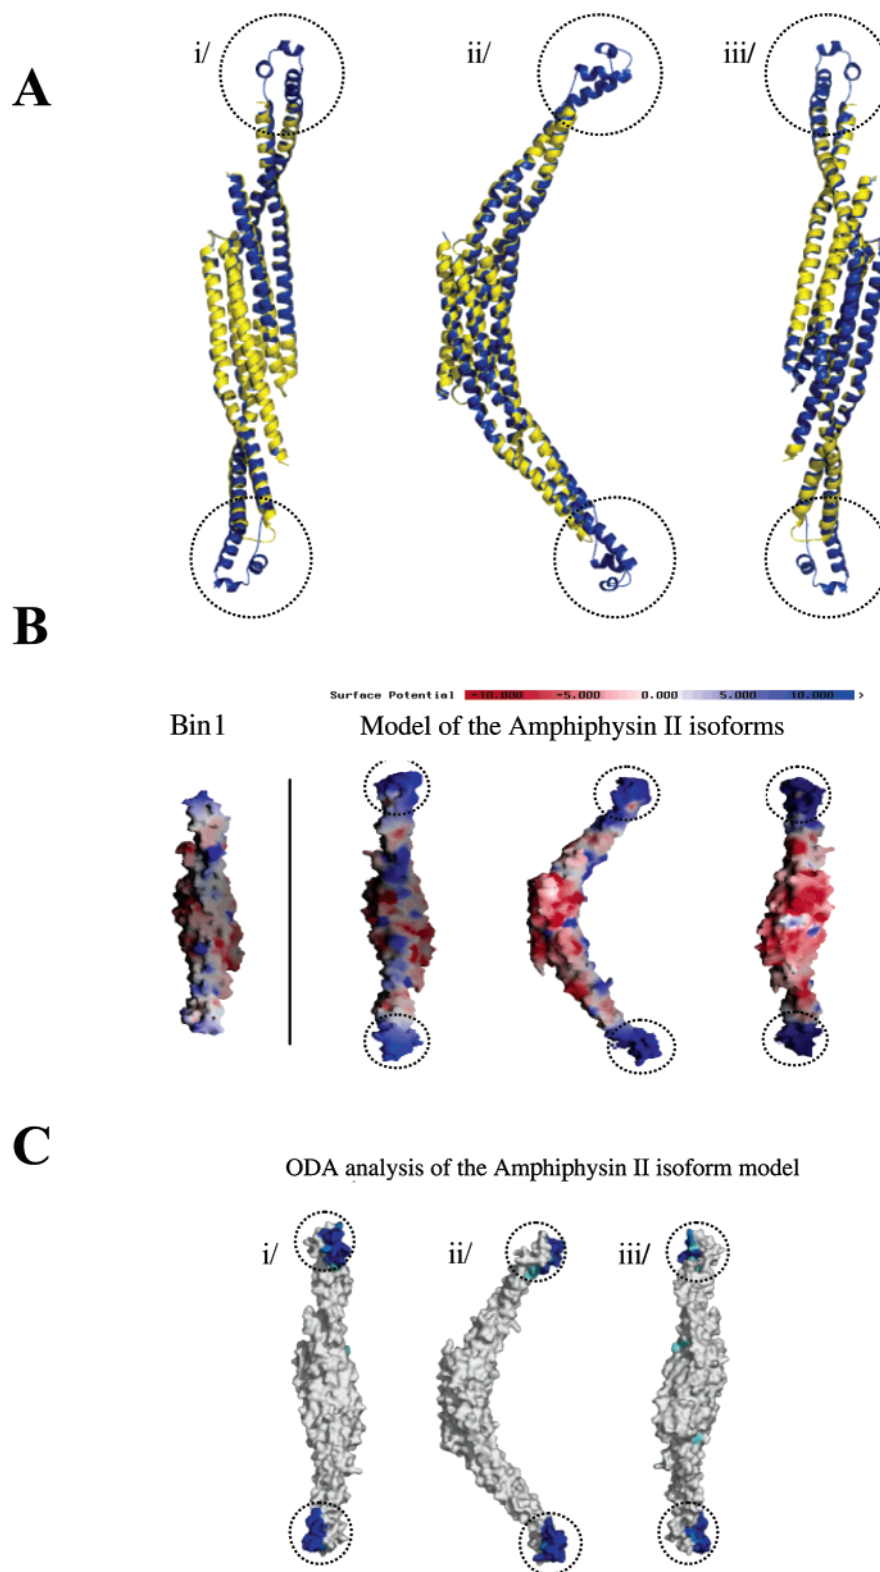 A
i/ ii/ iii/
B
Surface Potential -10.000 -5.000 0.000 5.000 10.000 >
Bin1 Model of the Amphiphysin II isoforms
C
ODA analysis of the Amphiphysin II isoform model
i/ ii/ iii/